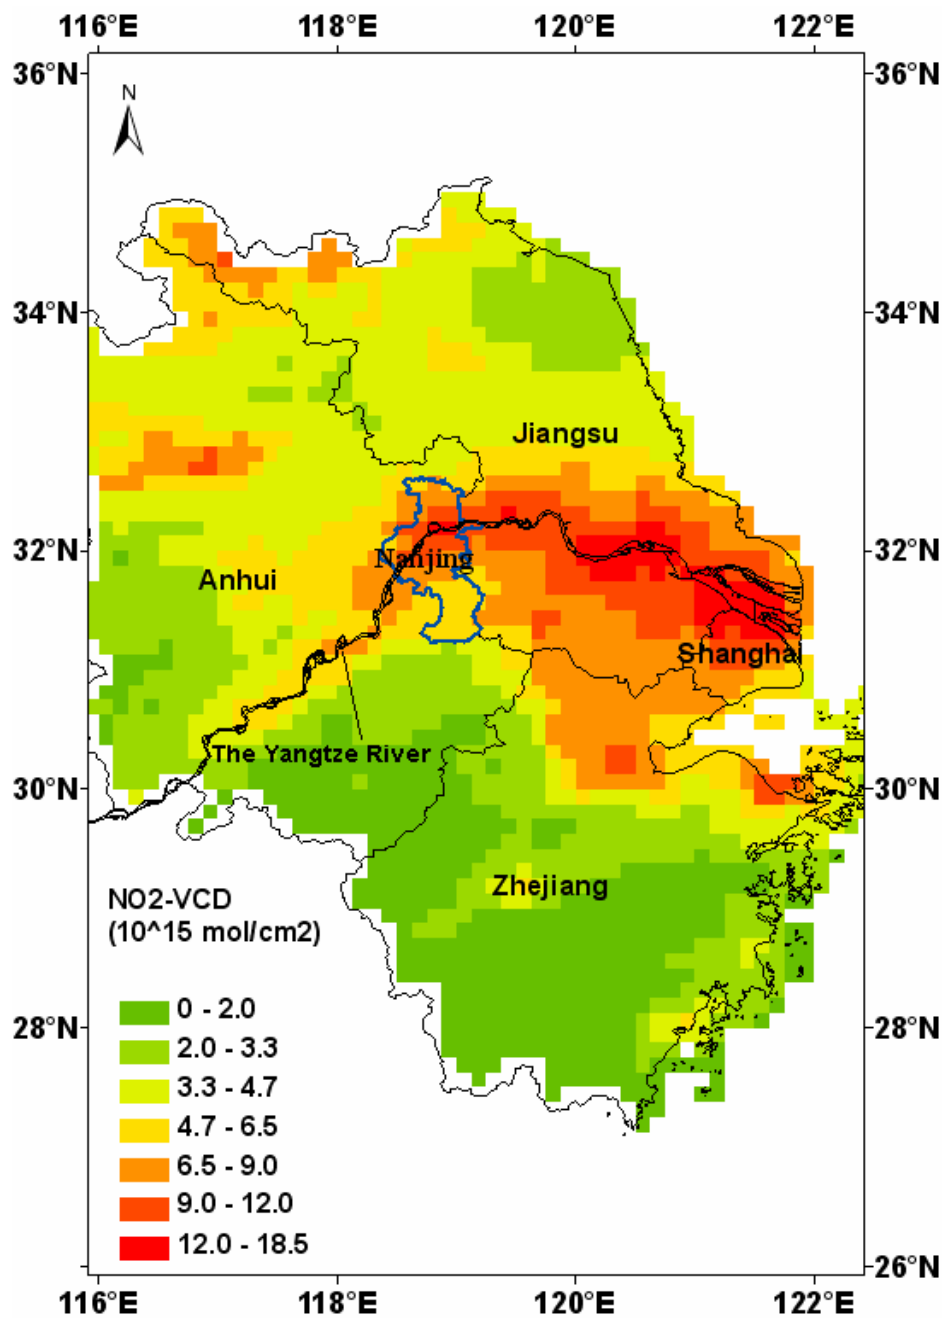 116°E 118°E 120°E 122°E
36°N 36°N
N
34°N 34°N
Jiangsu
32°N 32°N
Nanjing
Anhui
Shanghai
The Yangtze River
30°N 30°N
Zhejiang
NO2-VCD
(10^15 mol/cm2)
0 - 2.0
28°N 28°N
2.0 - 3.3
3.3 - 4.7
4.7 - 6.5
6.5 - 9.0
9.0 - 12.0
12.0 - 18.5
26°N
116°E 118°E 120°E 122°E